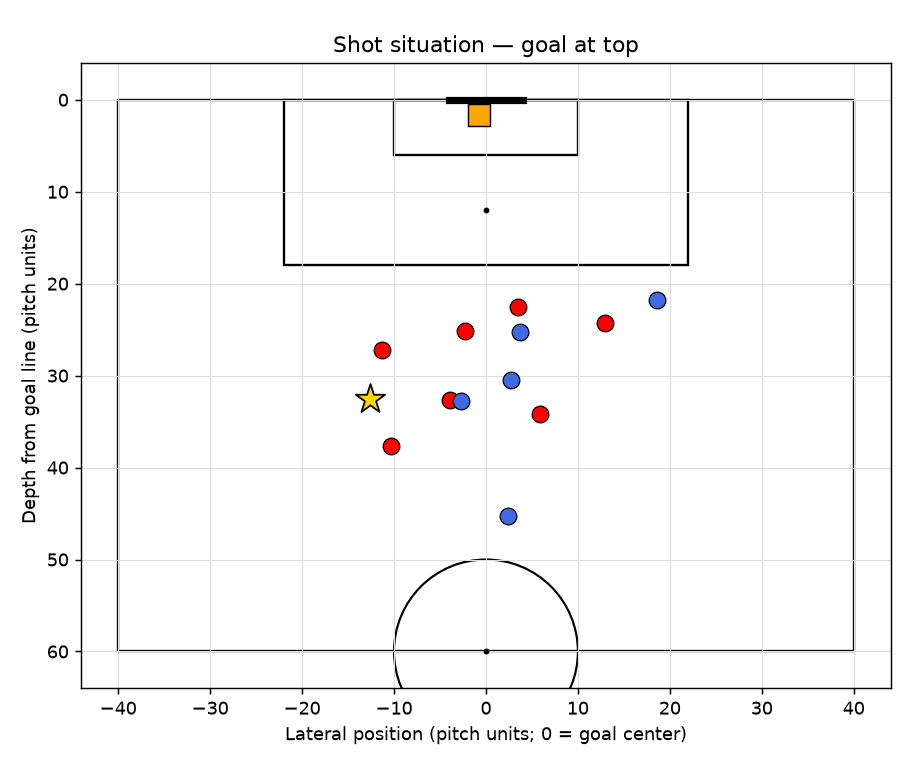 Shot situation — goal at top
Depth from goal line (pitch units)
0
10
20
30
40
50
60
−40 −30 −20 −10 0 10 20 30 40
Lateral position (pitch units; 0 = goal center)